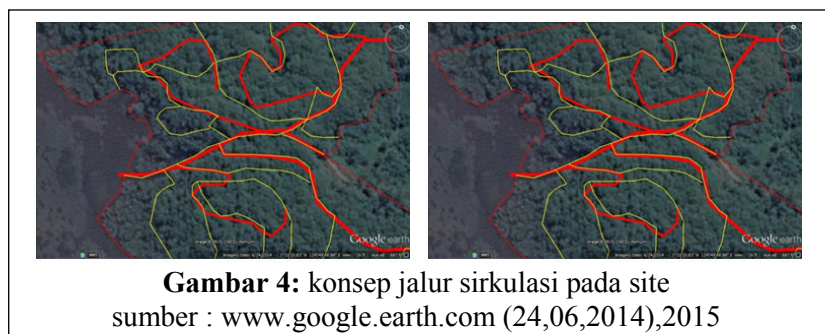 Google earth
Google earth
Gambar 4: konsep jalur sirkulasi pada site
sumber : www.google.earth.com (24,06,2014),2015